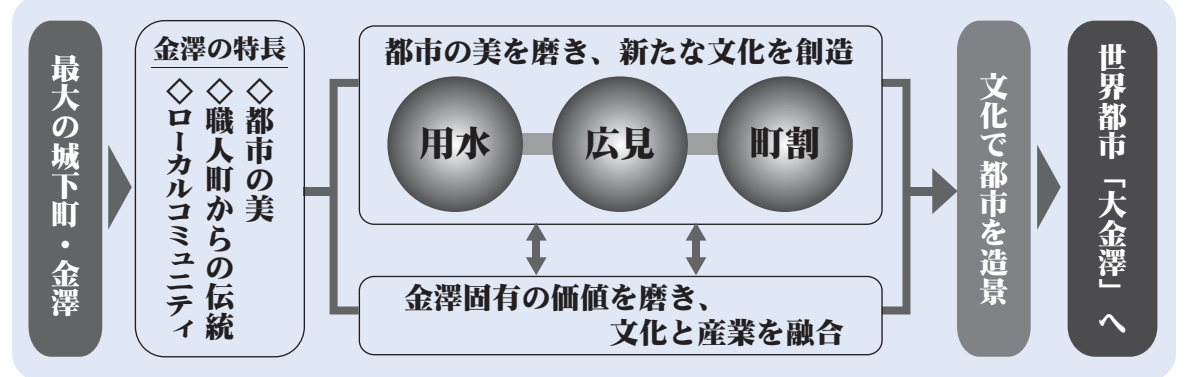 最大の城下町・金澤
金澤の特長
◇都市の美
◇職人町からの伝統
◇ローカルコミュニティ
都市の美を磨き、新たな文化を創造
用水
広見
町割
金澤固有の価値を磨き、
文化と産業を融合
文化で都市を造景
世界都市「大金澤」へ